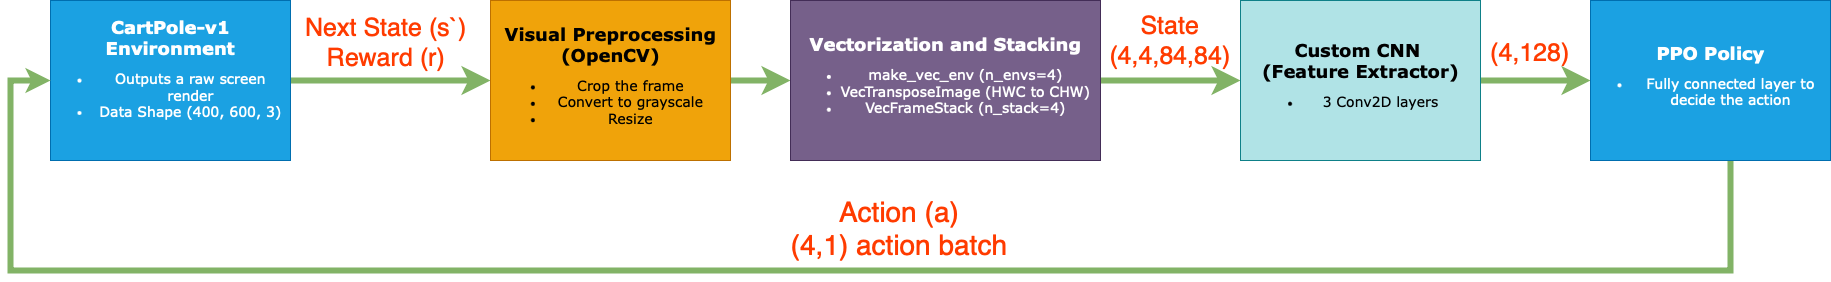 CartPole-v1
Environment
• Outputs a raw screen
render
• Data Shape (400, 600, 3)
Next State (s`)
Reward (r)
Visual Preprocessing
(OpenCV)
• Crop the frame
• Convert to grayscale
• Resize
Vectorization and Stacking
• make_vec_env (n_envs=4)
• VecTransposeImage (HWC to CHW)
• VecFrameStack (n_stack=4)
State
(4,4,84,84)
Custom CNN
(Feature Extractor)
• 3 Conv2D layers
(4,128)
PPO Policy
• Fully connected layer to
decide the action
Action (a)
(4,1) action batch